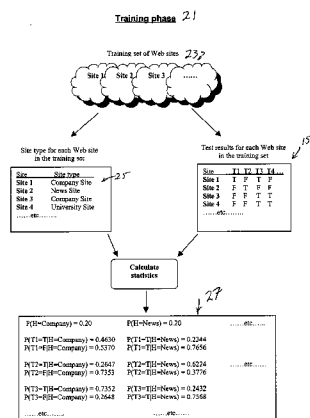 Training phase 21
Training set of Web sites 23
Site 1 Site 2 Site 3 ......
Site type for each Web site
in the training set
Test results for each Web site
in the training set
15
Site Site type
Site 1 Company Site
Site 2 News Site
Site 3 Company Site
Site 4 University Site
......etc.........
25
Site T1 T2 T3 T4 ...
Site 1 T F T F
Site 2 F T F F
Site 3 F F T T
Site 4 F F T T
......etc.........
Calculate
statistics
27
P(H=Company) = 0.20 P(H=News) = 0.20 ......etc......
P(T1=T|H=Company) = 0.4630 P(T1=T|H=News) = 0.2344
P(T1=F|H=Company) = 0.5370 P(T1=T|H=News) = 0.7656
P(T2=T|H=Company) = 0.2647 P(T2=T|H=News) = 0.6224 ......etc......
P(T2=F|H=Company) = 0.7353 P(T2=T|H=News) = 0.3776
P(T3=T|H=Company) = 0.7352 P(T3=T|H=News) = 0.2432
P(T3=F|H=Company) = 0.2648 P(T3=T|H=News) = 0.7568
......etc...... ......etc......